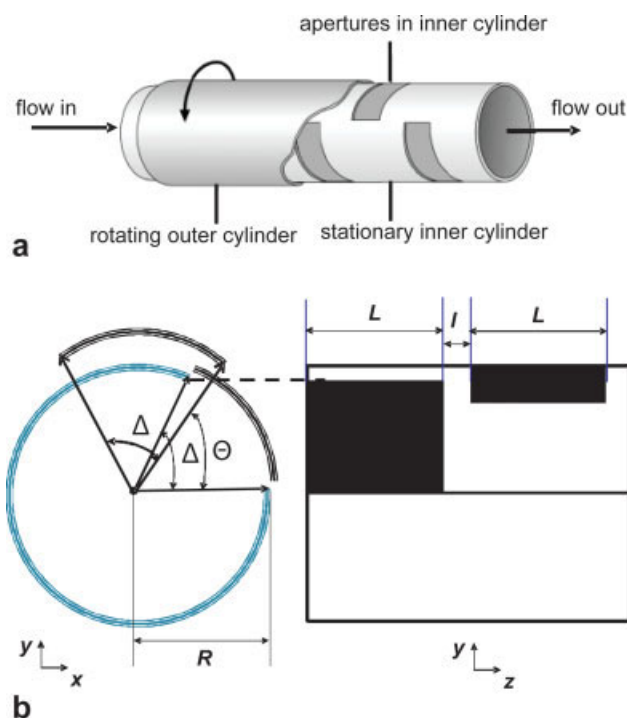 apertures in inner cylinder
flow in
flow out
rotating outer cylinder
stationary inner cylinder
a
L
l
L
Δ
Δ
Θ
R
y
x
y
z
b